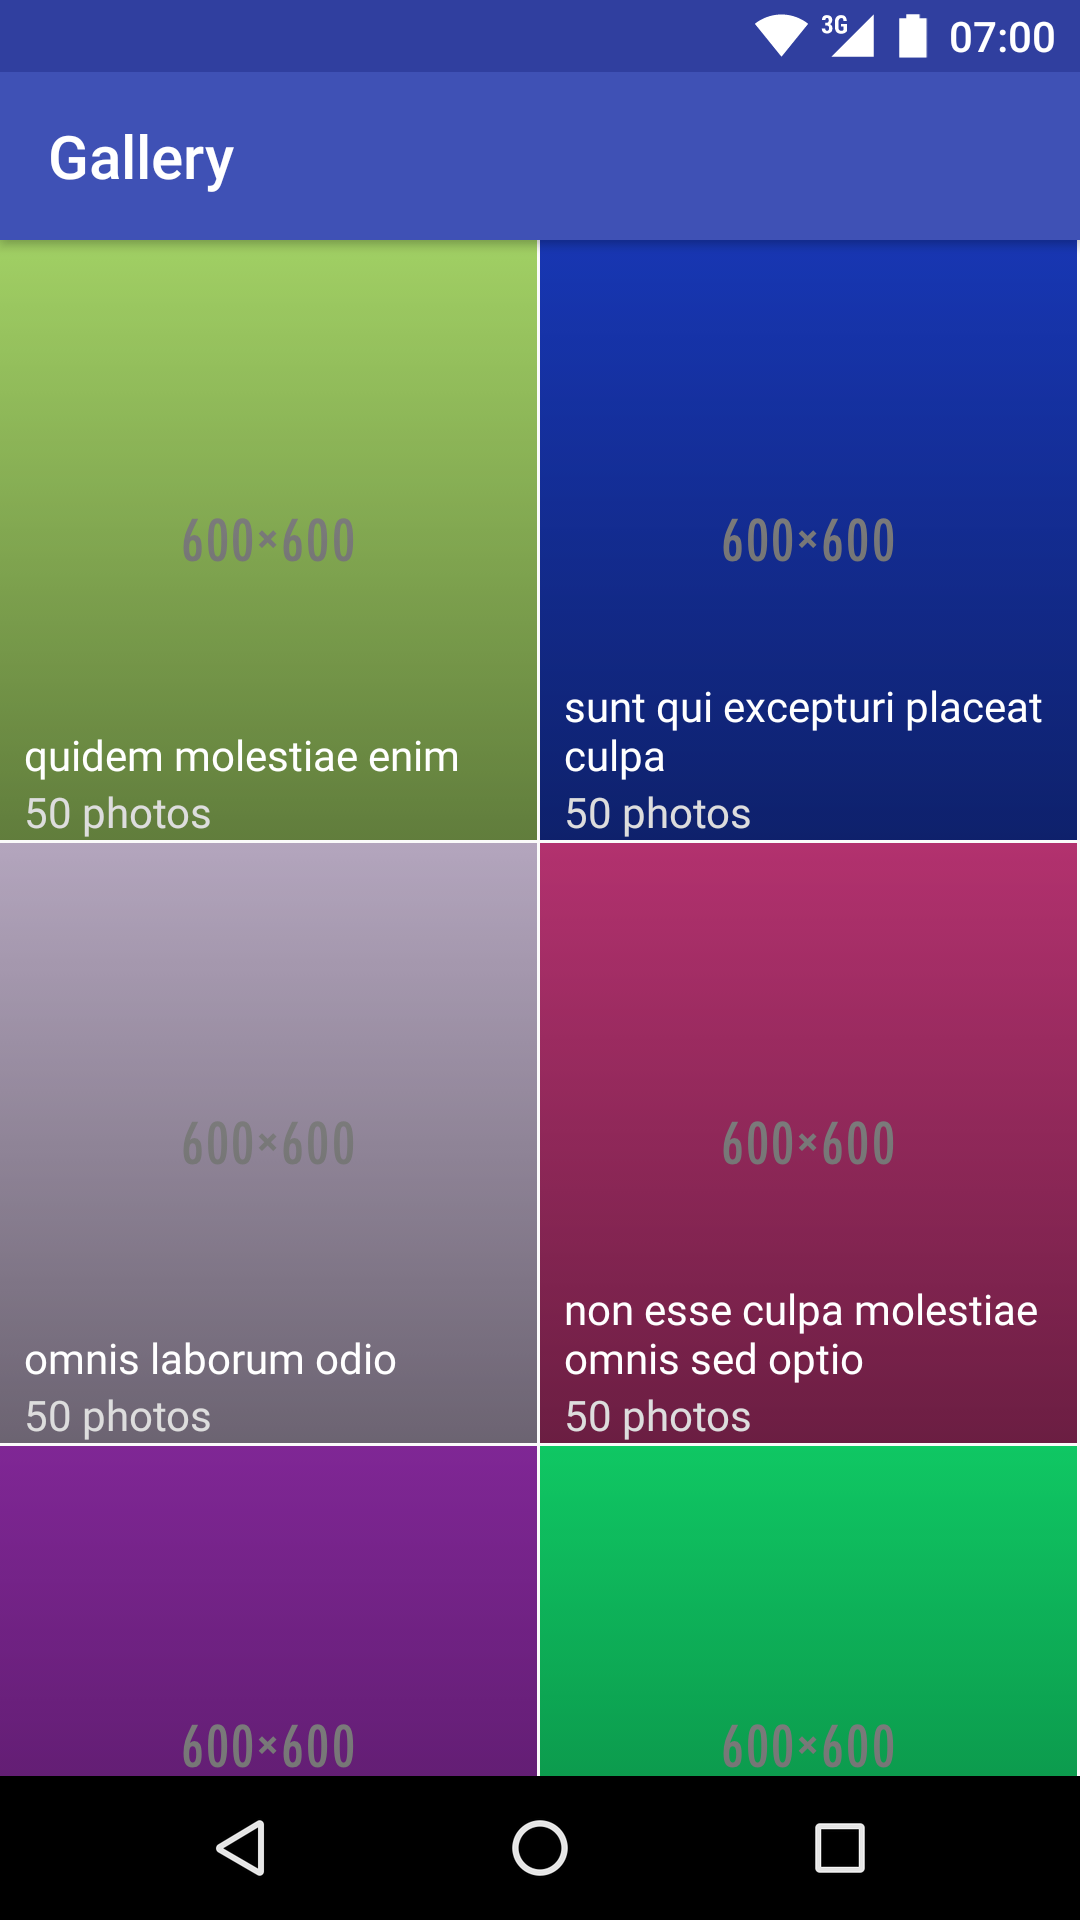 3G 07:00
Gallery
600×600
quidem molestiae enim
50 photos
600×600
sunt qui excepturi placeat
culpa
50 photos
600×600
omnis laborum odio
50 photos
600×600
non esse culpa molestiae
omnis sed optio
50 photos
600×600
600×600